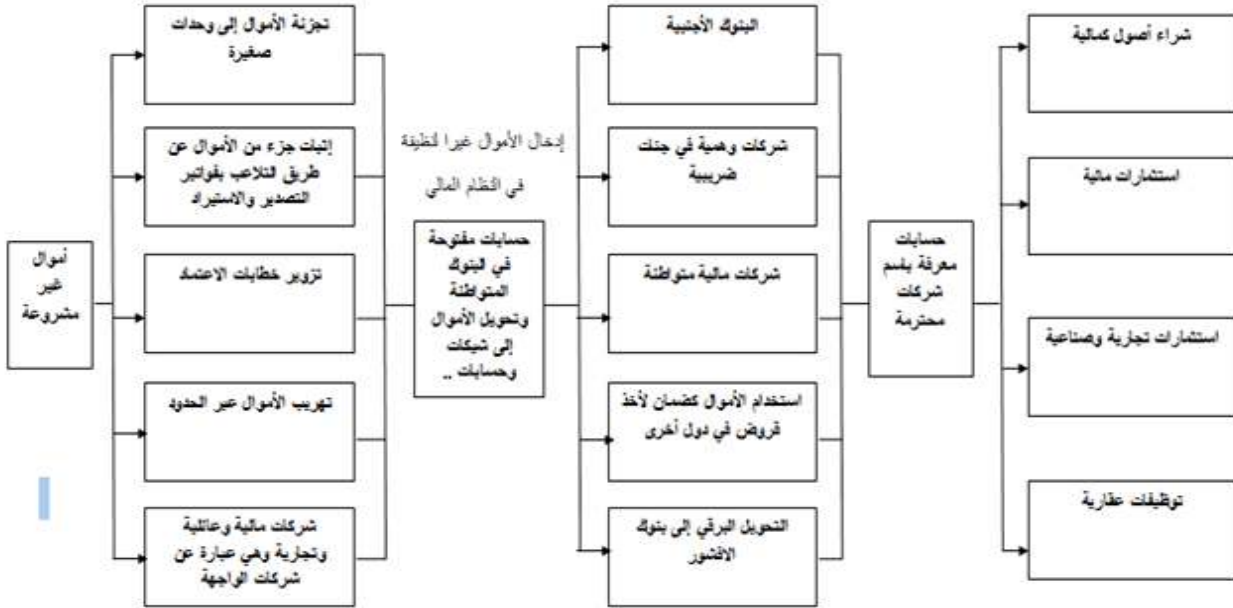 أموال
غير
مشروعة
تجزئة الأموال إلى وحدات
صغيرة
إثبات جزء من الأموال عن
طريق التلاعب بفواتير
التصدير والاستيراد
تزوير خطابات الاعتماد
تهريب الأموال عبر الحدود
شركات مالية وعائلية
وتجارية وهي عبارة عن
شركات الواجهة
إدخال الأموال غيرا لنظيفة
في النظام المالي
حسابات مفتوحة
في البنوك
المتواطئة
وتحويل الأموال
إلى شيكات
وحسابات ..
البنوك الأجنبية
شركات وهمية في جنات
ضريبية
شركات مالية متواطئة
استخدام الأموال كضمان لأخذ
قروض في دول أخرى
التحويل البرقي إلى بنوك
الافشور
حسابات
معرفة باسم
شركات
محترمة
شراء أصول كمالية
استثمارات مالية
استثمارات تجارية وصناعية
توظيفات عقارية